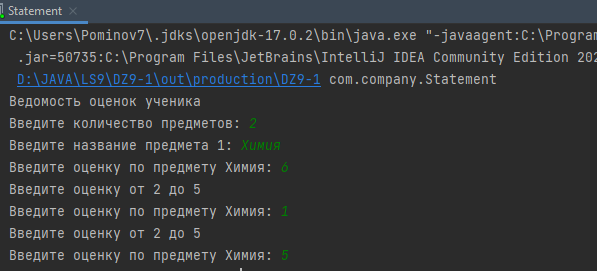 Statement
C:\Users\Pominov7\.jdks\openjdk-17.0.2\bin\java.exe "-javaagent:C:\Program
.jar=50735:C:\Program Files\JetBrains\IntelliJ IDEA Community Edition 202
D:\JAVA\LS9\DZ9-1\out\production\DZ9-1 com.company.Statement
Ведомость оценок ученика
Введите количество предметов: 2
Введите название предмета 1: Химия
Введите оценку по предмету Химия: 6
Введите оценку от 2 до 5
Введите оценку по предмету Химия: 1
Введите оценку от 2 до 5
Введите оценку по предмету Химия: 5